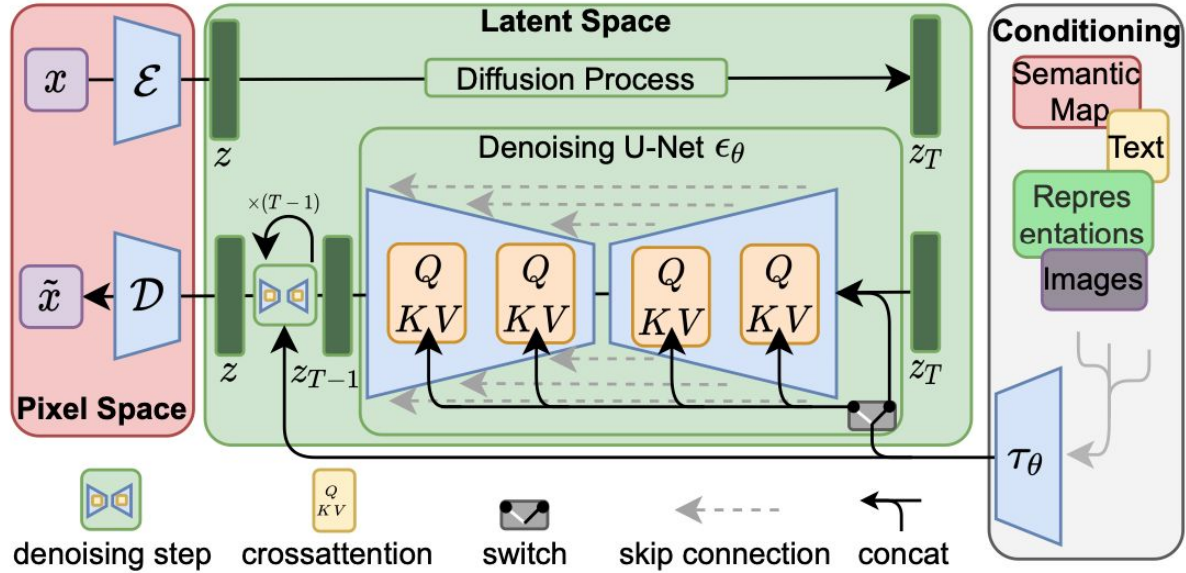 Latent Space
Conditioning
x
ℰ
Diffusion Process
Semantic
Map
Text
z
Denoising U-Net ϵ_θ
z_T
Repres
entations
Images
×(T−1)
x̃
𝒟
Q
KV
Q
KV
Q
KV
Q
KV
z
z_{T−1}
z_T
Pixel Space
τ_θ
Q
KV
denoising step
crossattention
switch
skip connection
concat